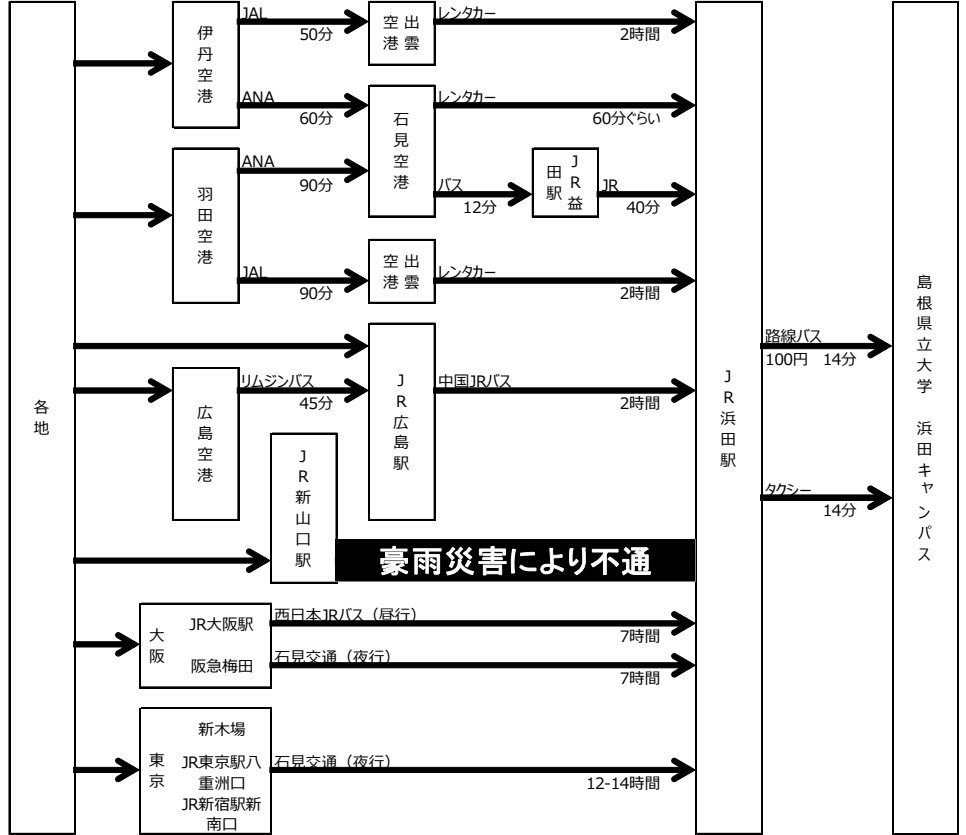 各地
伊丹空港
JAL
50分
出雲空港
レンタカー
2時間
ANA
60分
石見空港
レンタカー
60分ぐらい
羽田空港
ANA
90分
バス
12分
JR益田駅
JR
40分
JAL
90分
出雲空港
レンタカー
2時間
広島空港
リムジンバス
45分
JR広島駅
中国JRバス
2時間
JR新山口駅
豪雨災害により不通
大阪
JR大阪駅
西日本JRバス（昼行）
7時間
阪急梅田
石見交通（夜行）
7時間
東京
新木場
JR東京駅八
重洲口
JR新宿駅新
南口
石見交通（夜行）
12-14時間
JR浜田駅
路線バス
100円 14分
タクシー
14分
島根県立大学 浜田キャンパス